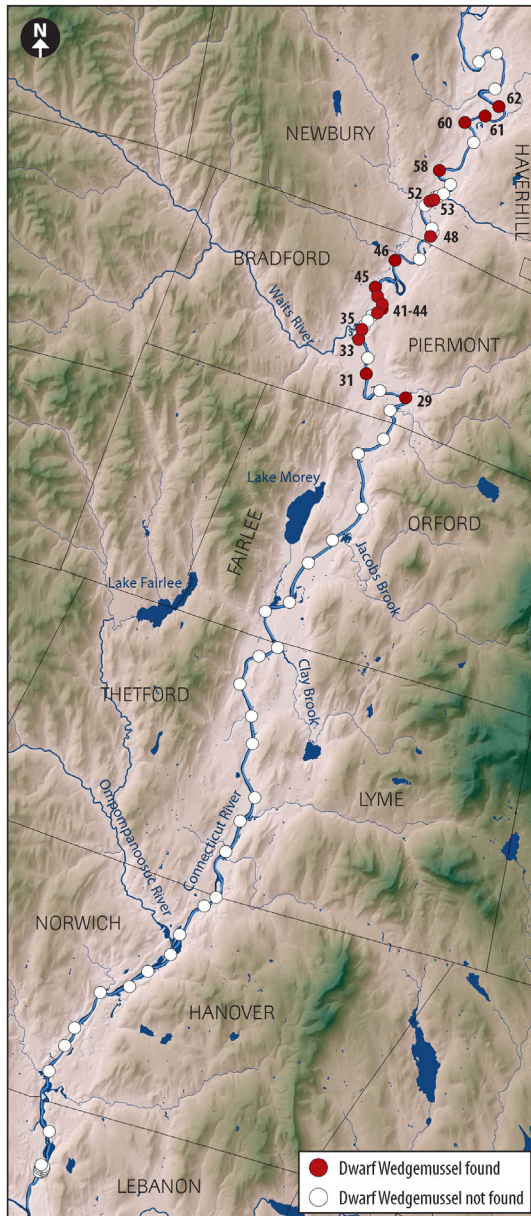 N
62
60
61
NEWBURY
HAVERHILL
58
52
53
48
46
BRADFORD
45
Waits River
41-44
35
33
PIERMONT
31
29
Lake Morey
ORFORD
FAIRLEE
Jacobs Brook
Lake Fairlee
Clay Brook
THETFORD
LYME
Connecticut River
Ompompanoosuc River
NORWICH
HANOVER
Dwarf Wedgemussel found
Dwarf Wedgemussel not found
LEBANON